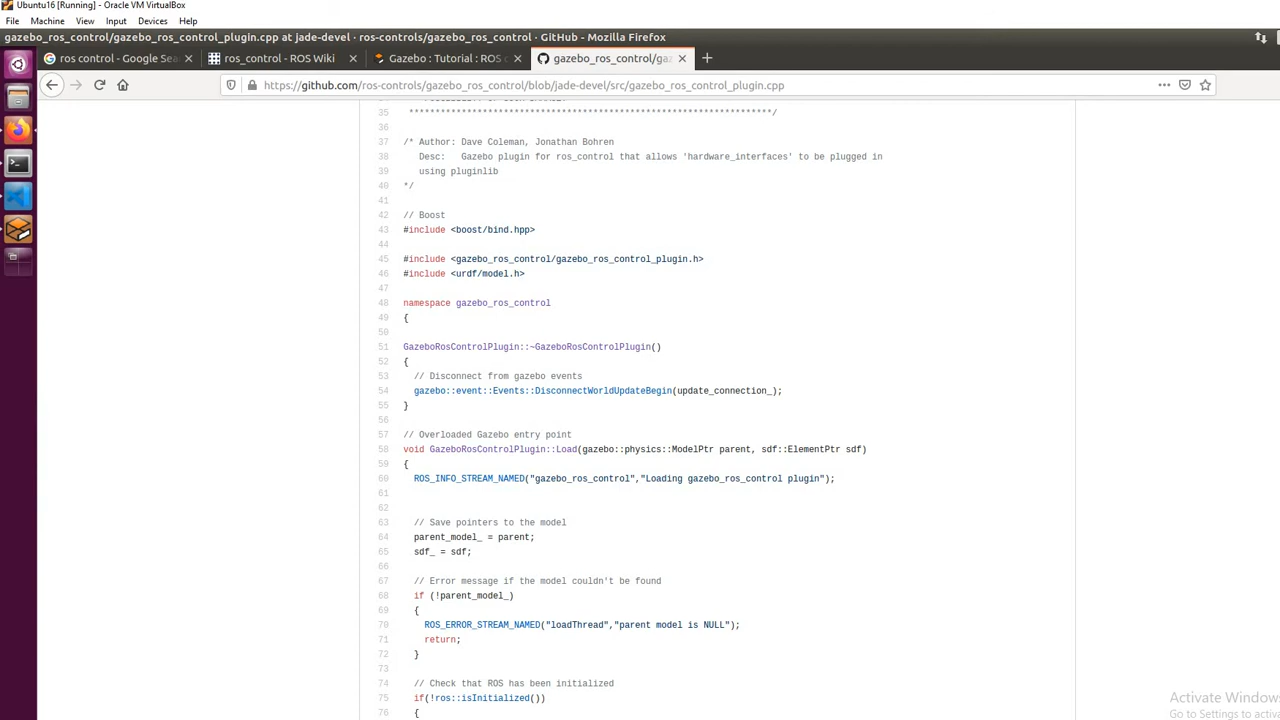 Ubuntu16 [Running] - Oracle VM VirtualBox
File Machine View Input Devices Help
gazebo_ros_control/gazebo_ros_control_plugin.cpp at jade-devel · ros-controls/gazebo_ros_control · GitHub - Mozilla Firefox
ros control - Google Sea
ros_control - ROS Wiki
Gazebo : Tutorial : ROS
gazebo_ros_control/gaz
https://github.com/ros-controls/gazebo_ros_control/blob/jade-devel/src/gazebo_ros_control_plugin.cpp
35 *********************************************************************/
36
37 /* Author: Dave Coleman, Jonathan Bohren
38 Desc: Gazebo plugin for ros_control that allows 'hardware_interfaces' to be plugged in
39 using pluginlib
40 */
41
42 // Boost
43 #include <boost/bind.hpp>
44
45 #include <gazebo_ros_control/gazebo_ros_control_plugin.h>
46 #include <urdf/model.h>
47
48 namespace gazebo_ros_control
49 {
50
51 GazeboRosControlPlugin::~GazeboRosControlPlugin()
52 {
53 // Disconnect from gazebo events
54 gazebo::event::Events::DisconnectWorldUpdateBegin(update_connection_);
55 }
56
57 // Overloaded Gazebo entry point
58 void GazeboRosControlPlugin::Load(gazebo::physics::ModelPtr parent, sdf::ElementPtr sdf)
59 {
60 ROS_INFO_STREAM_NAMED("gazebo_ros_control","Loading gazebo_ros_control plugin");
61
62
63 // Save pointers to the model
64 parent_model_ = parent;
65 sdf_ = sdf;
66
67 // Error message if the model couldn't be found
68 if (!parent_model_)
69 {
70 ROS_ERROR_STREAM_NAMED("loadThread","parent model is NULL");
71 return;
72 }
73
74 // Check that ROS has been initialized
75 if(!ros::isInitialized())
76 {
Activate Windows
Go to Settings to activa